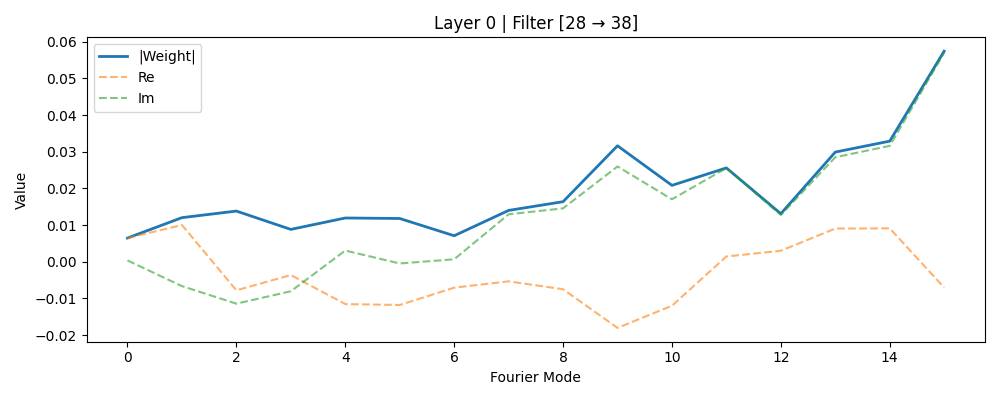 Layer 0 | Filter [28 → 38]
|Weight|
Re
Im
Value
0.06
0.05
0.04
0.03
0.02
0.01
0.00
−0.01
−0.02
0 2 4 6 8 10 12 14
Fourier Mode